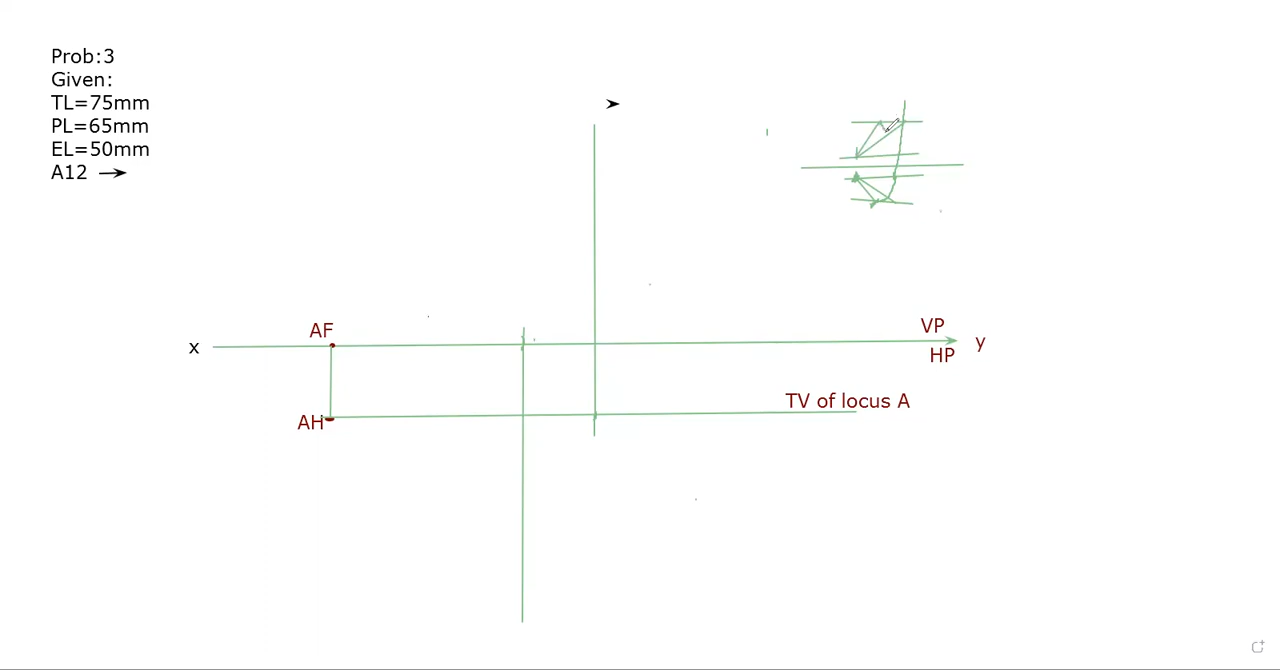 Prob:3
Given:
TL=75mm
PL=65mm
EL=50mm
A12
AF
VP
x
y
HP
TV of locus A
AH